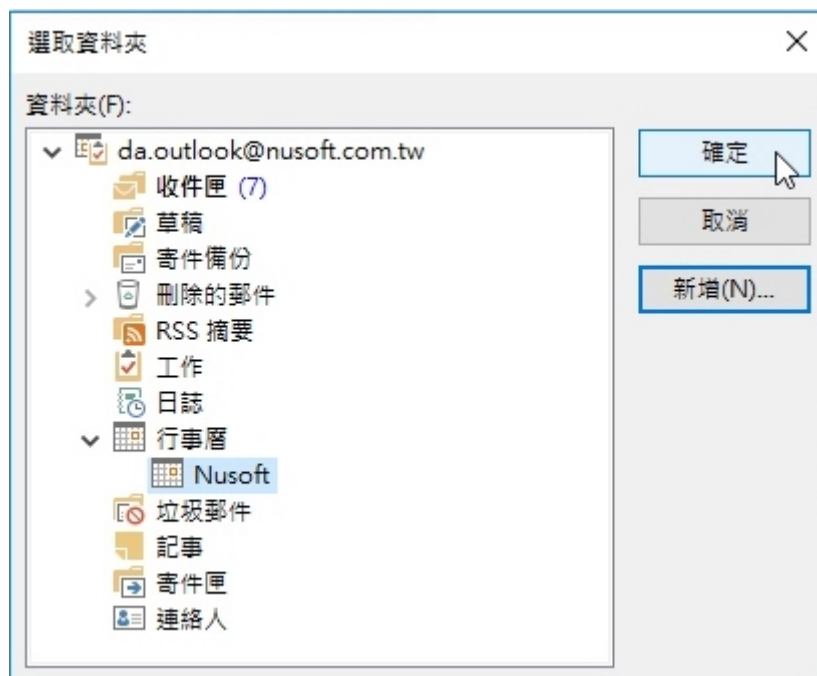 選取資料夾
資料夾(F):
da.outlook@nusoft.com.tw
收件匣 (7)
草稿
寄件備份
刪除的郵件
RSS 摘要
工作
日誌
行事曆
Nusoft
垃圾郵件
記事
寄件匣
連絡人
確定
取消
新增(N)...